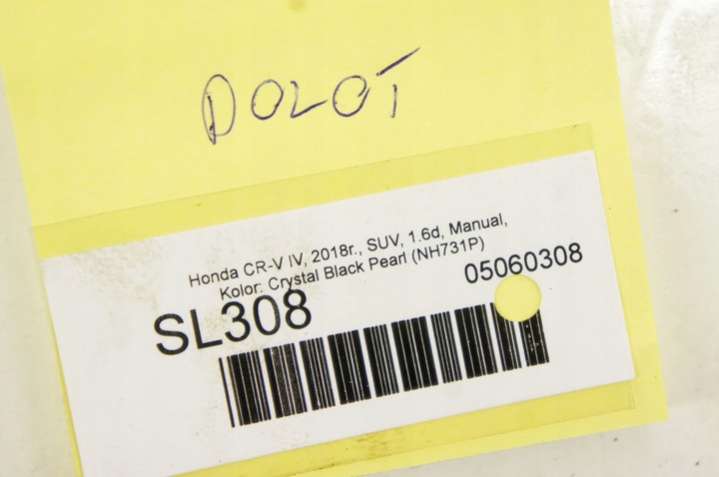 DOLOT
Honda CR-V IV, 2018r., SUV, 1.6d, Manual,
Kolor: Crystal Black Pearl (NH731P)
SL308 05060308